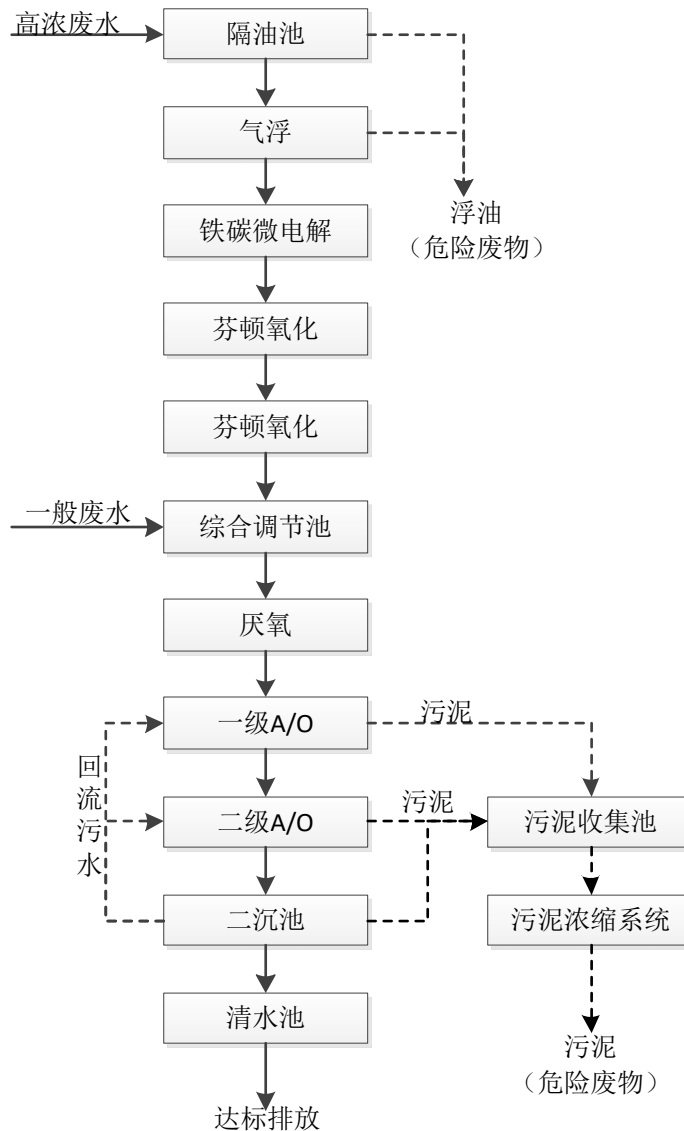 高浓废水
隔油池
气浮
浮油
（危险废物）
铁碳微电解
芬顿氧化
芬顿氧化
一般废水
综合调节池
厌氧
一级A/O
污泥
回流污水
二级A/O
污泥
污泥收集池
二沉池
污泥浓缩系统
清水池
污泥
（危险废物）
达标排放